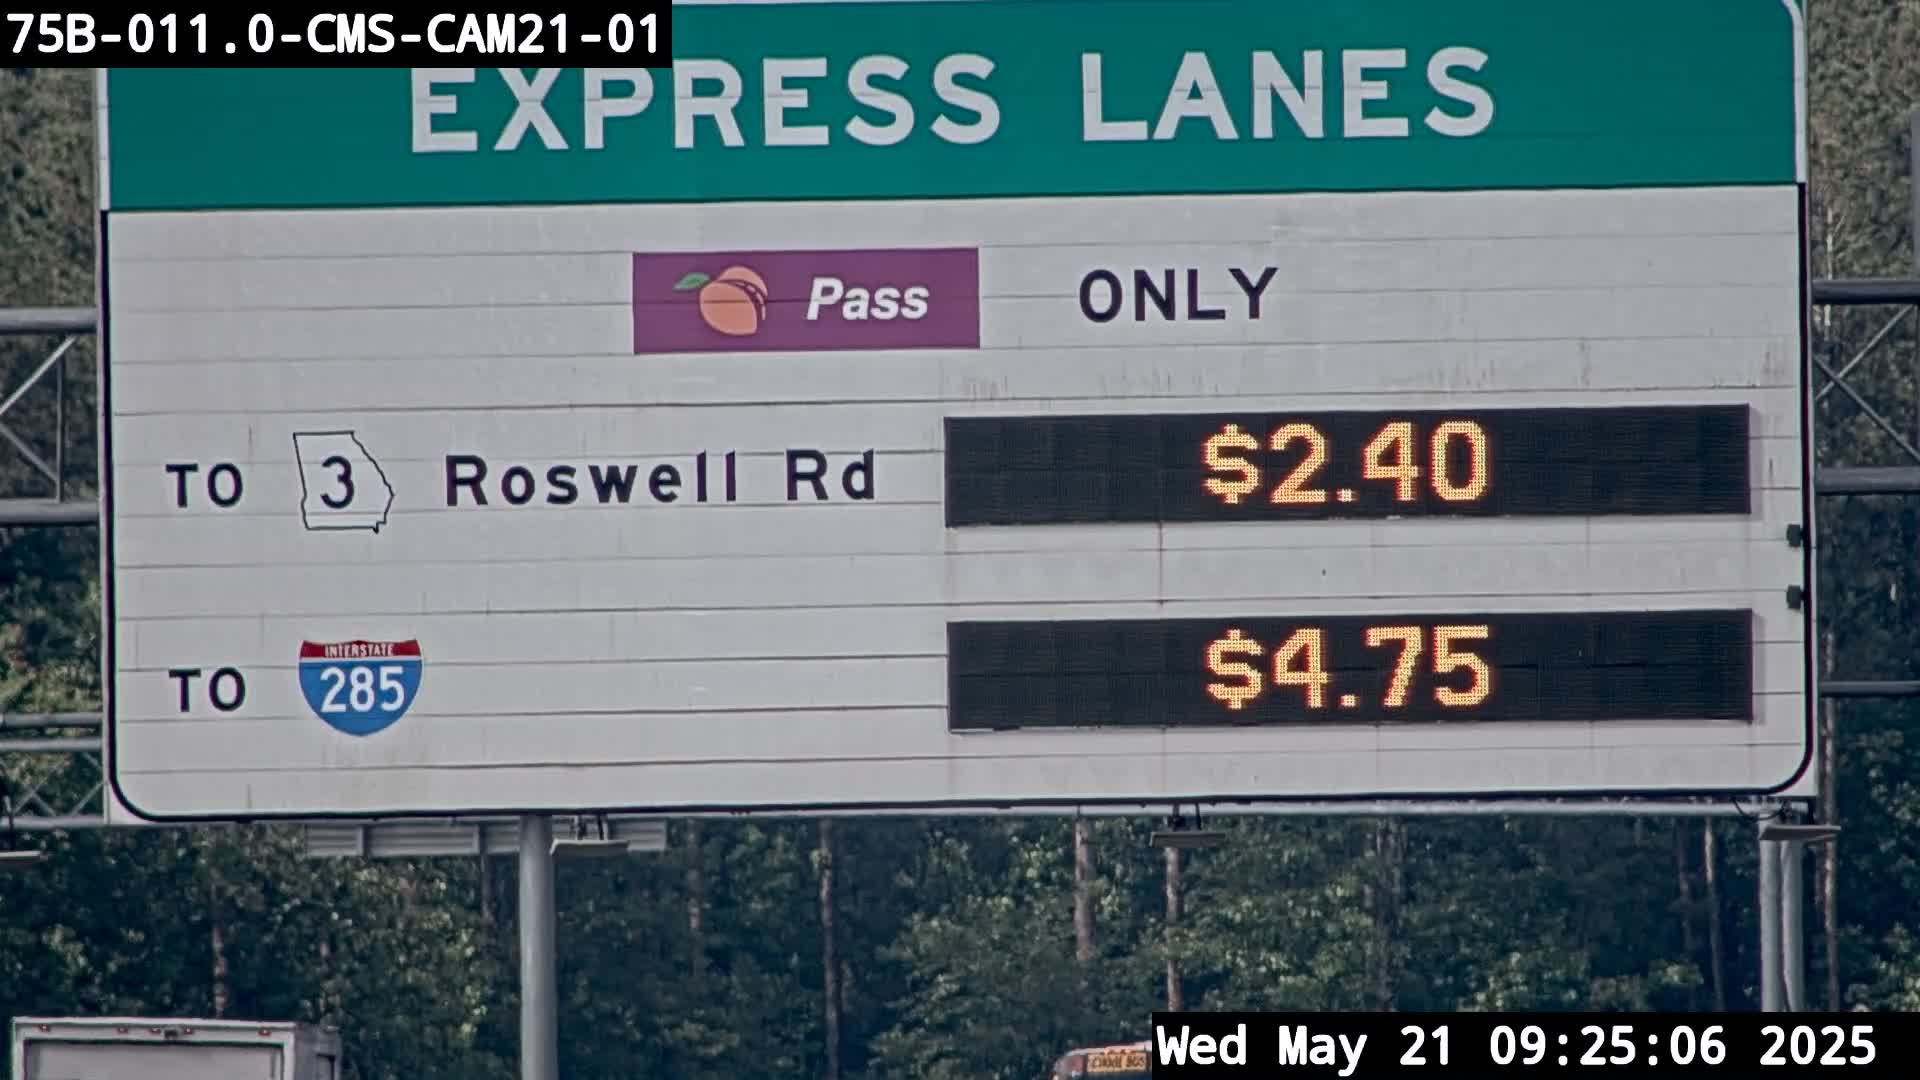 75B-011.0-CMS-CAM21-01
EXPRESS LANES
Pass ONLY
TO 3 Roswell Rd $2.40
TO INTERSTATE 285 $4.75
Wed May 21 09:25:06 2025